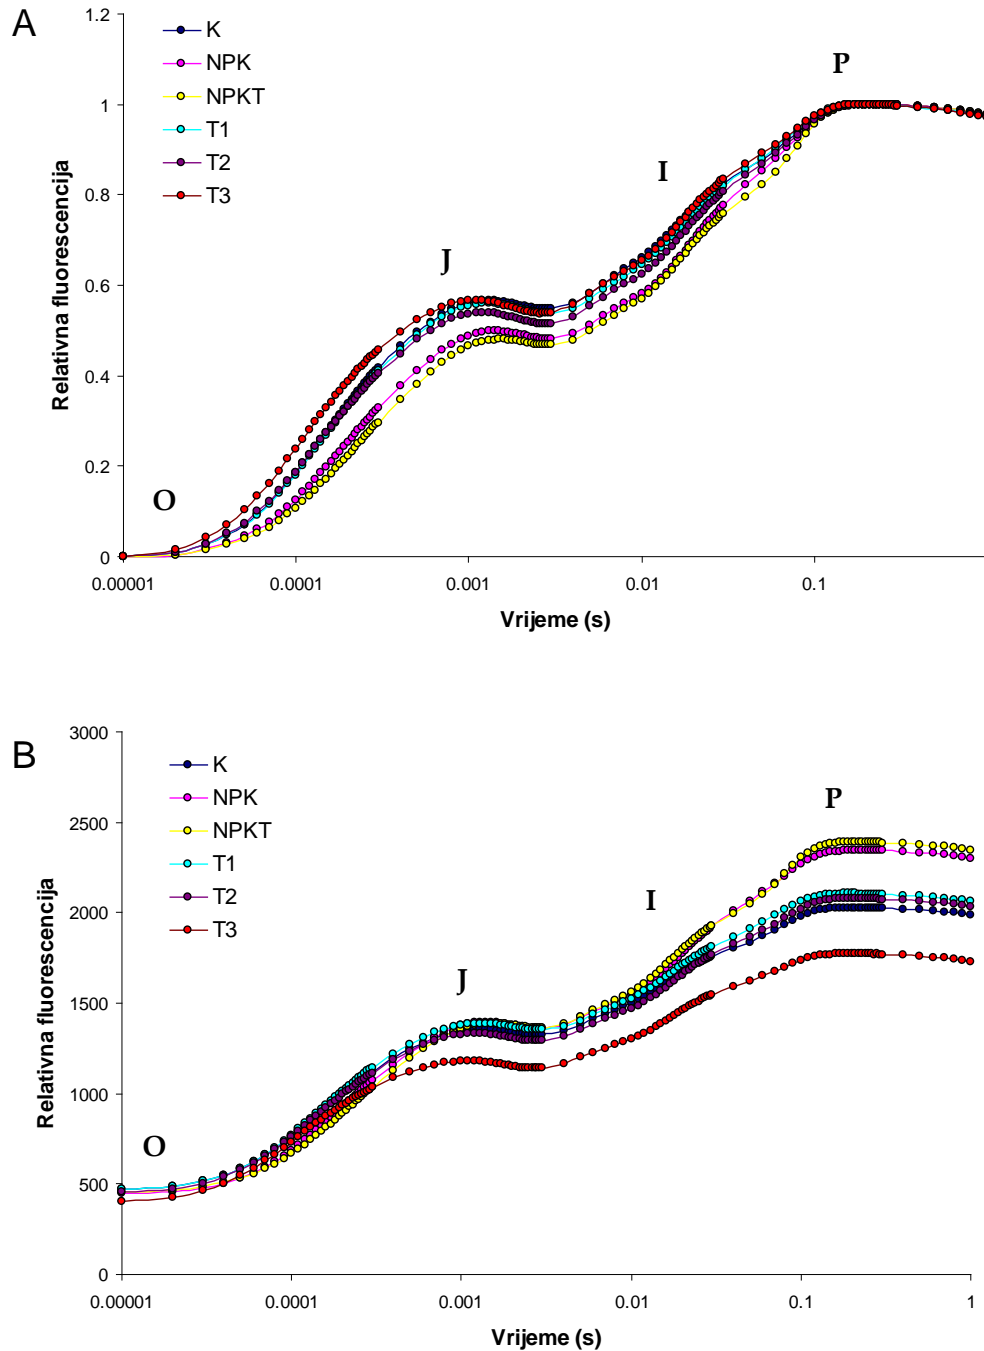 A
1.2
1
0.8
0.6
0.4
0.2
0
Relativna fluorescencija
K
NPK
NPKT
T1
T2
T3
O
J
I
P
0.00001
0.0001
0.001
0.01
0.1
Vrijeme (s)
B
3000
2500
2000
1500
1000
500
0
Relativna fluorescencija
K
NPK
NPKT
T1
T2
T3
O
J
I
P
0.00001
0.0001
0.001
0.01
0.1
1
Vrijeme (s)